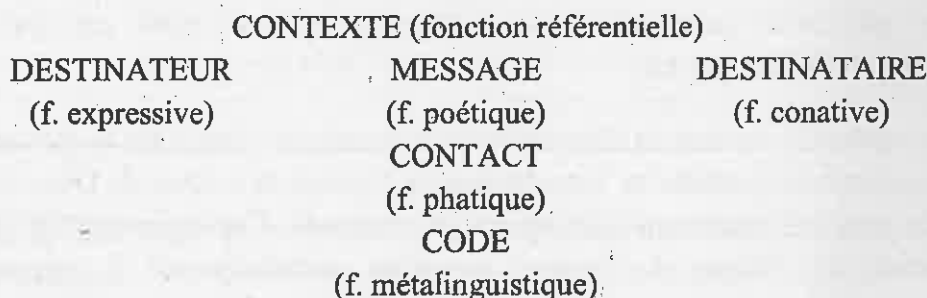 CONTEXTE (fonction référentielle)
DESTINATEUR MESSAGE DESTINATAIRE
(f. expressive) (f. poétique) (f. conative)
CONTACT
(f. phatique)
CODE
(f. métalinguistique)